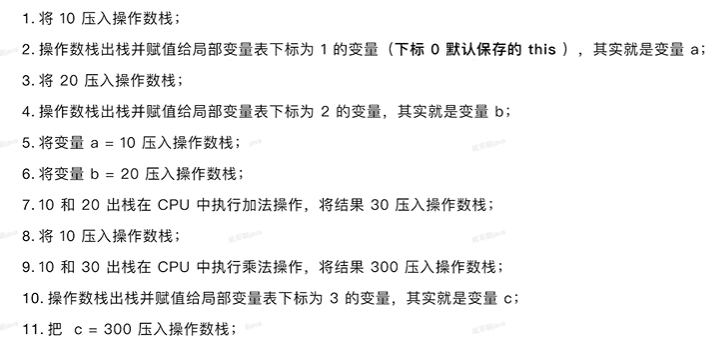 1. 将 10 压入操作数栈；
2. 操作数栈出栈并赋值给局部变量表下标为 1 的变量（下标 0 默认保存的 this ），其实就是变量 a；
3. 将 20 压入操作数栈；
4. 操作数栈出栈并赋值给局部变量表下标为 2 的变量，其实就是变量 b；
5. 将变量 a = 10 压入操作数栈；
6. 将变量 b = 20 压入操作数栈；
7. 10 和 20 出栈在 CPU 中执行加法操作，将结果 30 压入操作数栈；
8. 将 10 压入操作数栈；
9. 10 和 30 出栈在 CPU 中执行乘法操作，将结果 300 压入操作数栈；
10. 操作数栈出栈并赋值给局部变量表下标为 3 的变量，其实就是变量 c；
11. 把 c = 300 压入操作数栈；